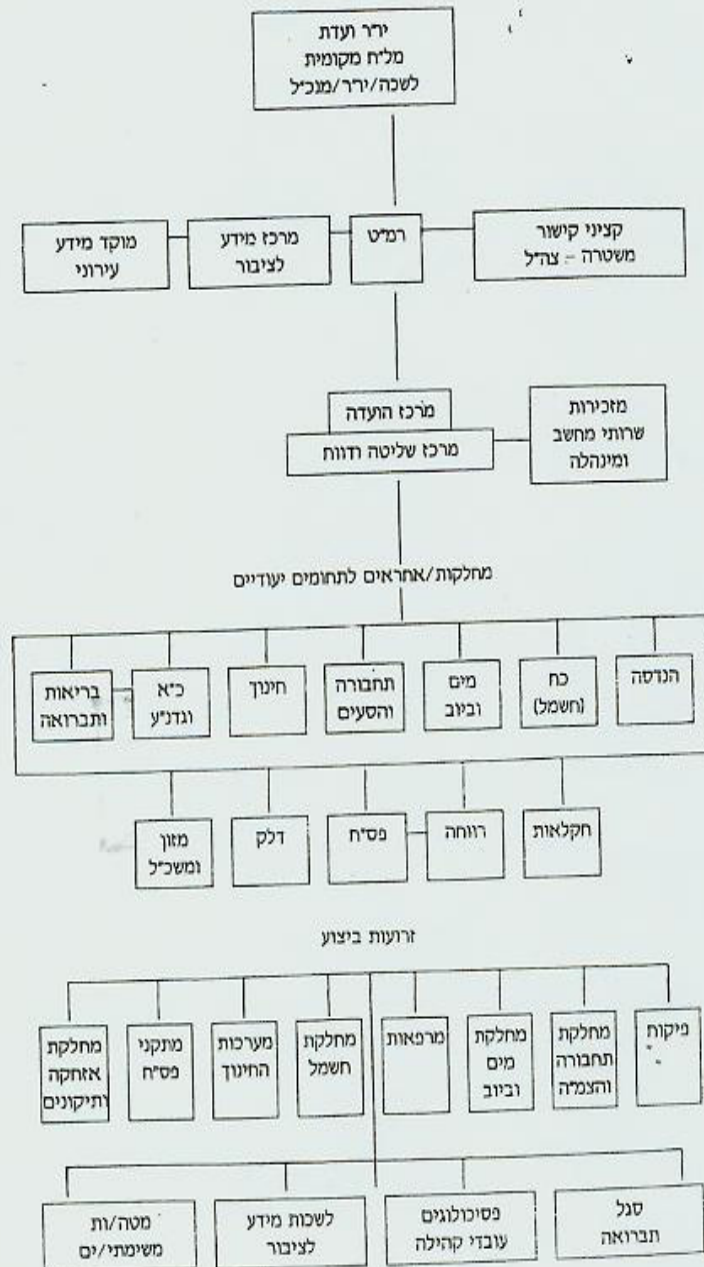 יו״ר ועדת
מל״ח מקומית
לשכה/יו״ר/מנכ״ל
קציני קישור
משטרה - צה״ל
רמ״ט
מרכז מידע
לציבור
מוקד מידע
עירוני
מרכז הועדה
מרכז שליטה ודווח
מזכירות
שרותי מחשב
ומינהלה
מחלקות/אחראים לתחומים יעודיים
הנדסה
כח
(חשמל)
מים
וביוב
תחבורה
והסעים
חינוך
כ״א
וגדנ״ע
בריאות
ותברואה
חקלאות
רווחה
פס״ח
דלק
מזון
ומשכ״ל
זרועות ביצוע
פיקוח
מחלקת
תחבורה
והצמ״ה
מחלקת
מים
וביוב
מרפאות
מחלקת
חשמל
מערכות
החינוך
מתקני
פס״ח
מחלקת
אחזקה
ותיקונים
סגל
תברואה
פסיכולוגים
עובדי קהילה
לשכות מידע
לציבור
מטה/ות
משימתי/ים